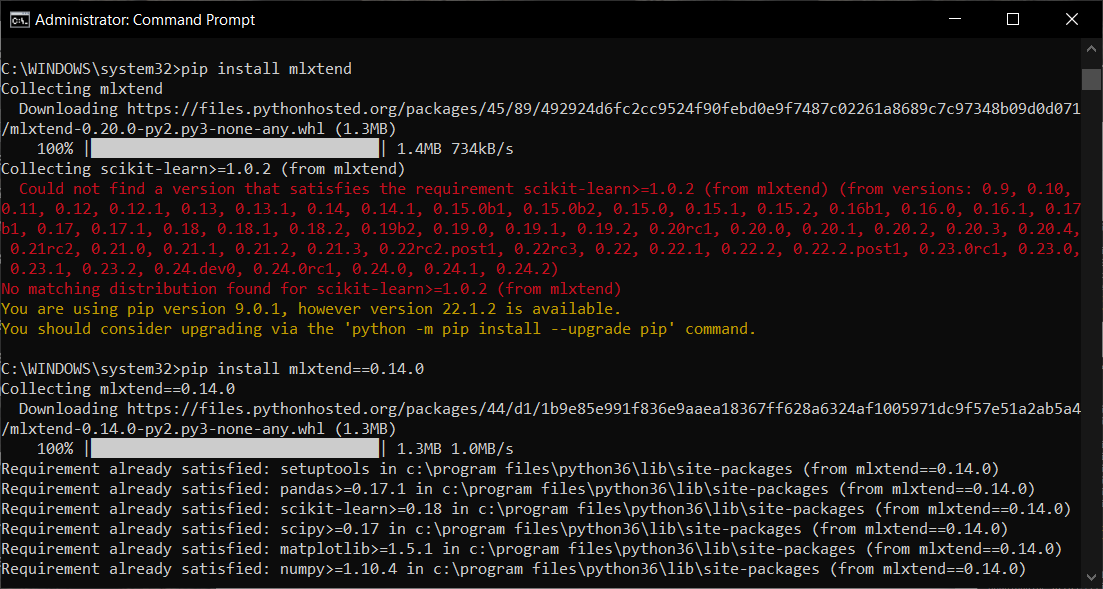 Administrator: Command Prompt
C:\WINDOWS\system32>pip install mlxtend
Collecting mlxtend
  Downloading https://files.pythonhosted.org/packages/45/89/492924d6fc2cc9524f90febd0e9f7487c02261a8689c7c97348b09d0d071
/mlxtend-0.20.0-py2.py3-none-any.whl (1.3MB)
    100% |████████████████████████████████| 1.4MB 734kB/s
Collecting scikit-learn>=1.0.2 (from mlxtend)
  Could not find a version that satisfies the requirement scikit-learn>=1.0.2 (from mlxtend) (from versions: 0.9, 0.10,
0.11, 0.12, 0.12.1, 0.13, 0.13.1, 0.14, 0.14.1, 0.15.0b1, 0.15.0b2, 0.15.0, 0.15.1, 0.15.2, 0.16b1, 0.16.0, 0.16.1, 0.17
b1, 0.17, 0.17.1, 0.18, 0.18.1, 0.18.2, 0.19b2, 0.19.0, 0.19.1, 0.19.2, 0.20rc1, 0.20.0, 0.20.1, 0.20.2, 0.20.3, 0.20.4,
 0.21rc2, 0.21.0, 0.21.1, 0.21.2, 0.21.3, 0.22rc2.post1, 0.22rc3, 0.22, 0.22.1, 0.22.2, 0.22.2.post1, 0.23.0rc1, 0.23.0,
 0.23.1, 0.23.2, 0.24.dev0, 0.24.0rc1, 0.24.0, 0.24.1, 0.24.2)
No matching distribution found for scikit-learn>=1.0.2 (from mlxtend)
You are using pip version 9.0.1, however version 22.1.2 is available.
You should consider upgrading via the 'python -m pip install --upgrade pip' command.
C:\WINDOWS\system32>pip install mlxtend==0.14.0
Collecting mlxtend==0.14.0
  Downloading https://files.pythonhosted.org/packages/44/d1/1b9e85e991f836e9aaea18367ff628a6324af1005971dc9f57e51a2ab5a4
/mlxtend-0.14.0-py2.py3-none-any.whl (1.3MB)
    100% |████████████████████████████████| 1.3MB 1.0MB/s
Requirement already satisfied: setuptools in c:\program files\python36\lib\site-packages (from mlxtend==0.14.0)
Requirement already satisfied: pandas>=0.17.1 in c:\program files\python36\lib\site-packages (from mlxtend==0.14.0)
Requirement already satisfied: scikit-learn>=0.18 in c:\program files\python36\lib\site-packages (from mlxtend==0.14.0)
Requirement already satisfied: scipy>=0.17 in c:\program files\python36\lib\site-packages (from mlxtend==0.14.0)
Requirement already satisfied: matplotlib>=1.5.1 in c:\program files\python36\lib\site-packages (from mlxtend==0.14.0)
Requirement already satisfied: numpy>=1.10.4 in c:\program files\python36\lib\site-packages (from mlxtend==0.14.0)